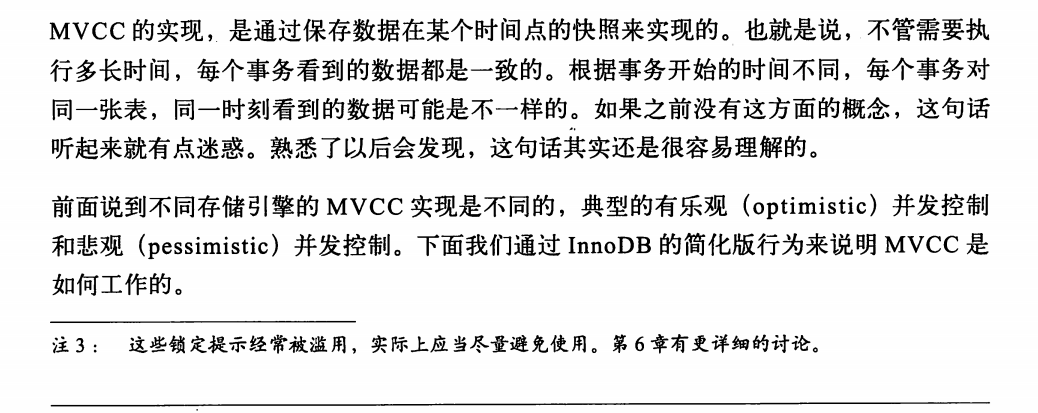 MVCC 的实现，是通过保存数据在某个时间点的快照来实现的。也就是说，不管需要执
行多长时间，每个事务看到的数据都是一致的。根据事务开始的时间不同，每个事务对
同一张表，同一时刻看到的数据可能是不一样的。如果之前没有这方面的概念，这句话
听起来就有点迷惑。熟悉了以后会发现，这句话其实还是很容易理解的。
前面说到不同存储引擎的 MVCC 实现是不同的，典型的有乐观（optimistic）并发控制
和悲观（pessimistic）并发控制。下面我们通过 InnoDB 的简化版行为来说明 MVCC 是
如何工作的。
注 3： 这些锁定提示经常被滥用，实际上应当尽量避免使用。第 6 章有更详细的讨论。